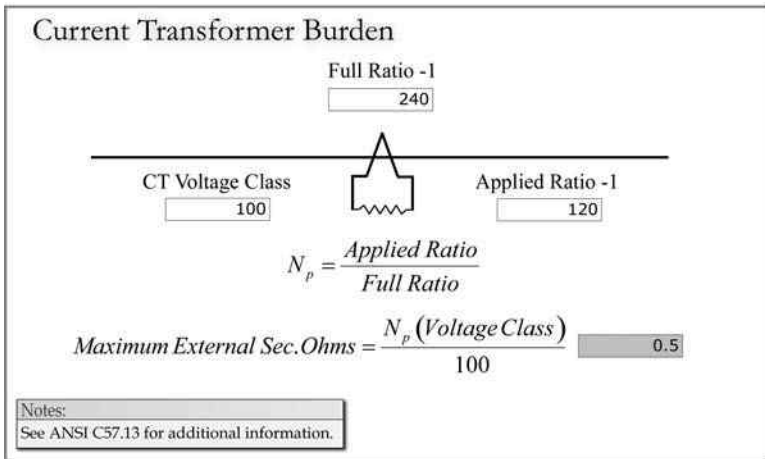 Current Transformer Burden
Full Ratio -1
240
CT Voltage Class
100
Applied Ratio -1
120
N_p = Applied Ratio / Full Ratio
Maximum External Sec.Ohms = N_p (Voltage Class) / 100
0.5
Notes:
See ANSI C57.13 for additional information.